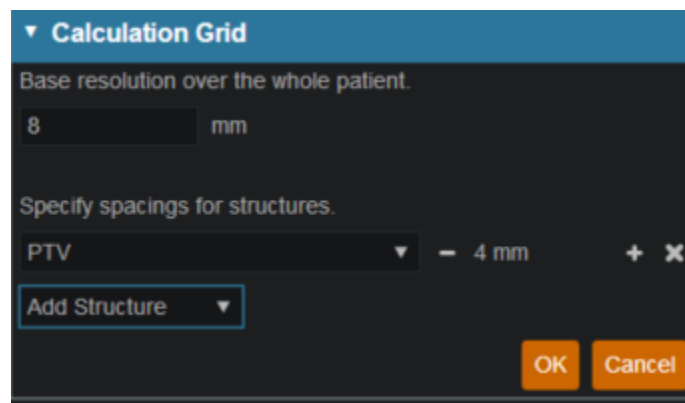 Calculation Grid
Base resolution over the whole patient.
8 mm
Specify spacings for structures.
PTV 4 mm
Add Structure
OK Cancel